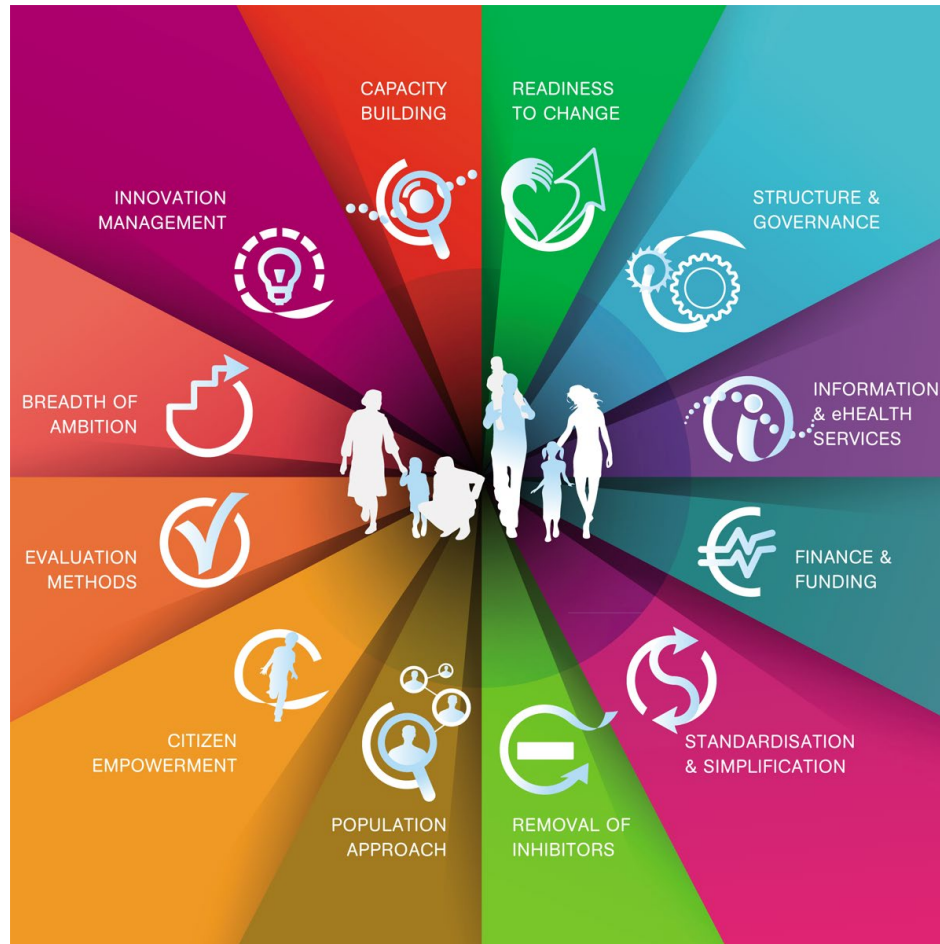 CAPACITY
BUILDING
READINESS
TO CHANGE
STRUCTURE &
GOVERNANCE
INFORMATION
& eHEALTH
SERVICES
FINANCE &
FUNDING
STANDARDISATION
& SIMPLIFICATION
REMOVAL OF
INHIBITORS
POPULATION
APPROACH
CITIZEN
EMPOWERMENT
EVALUATION
METHODS
BREADTH OF
AMBITION
INNOVATION
MANAGEMENT